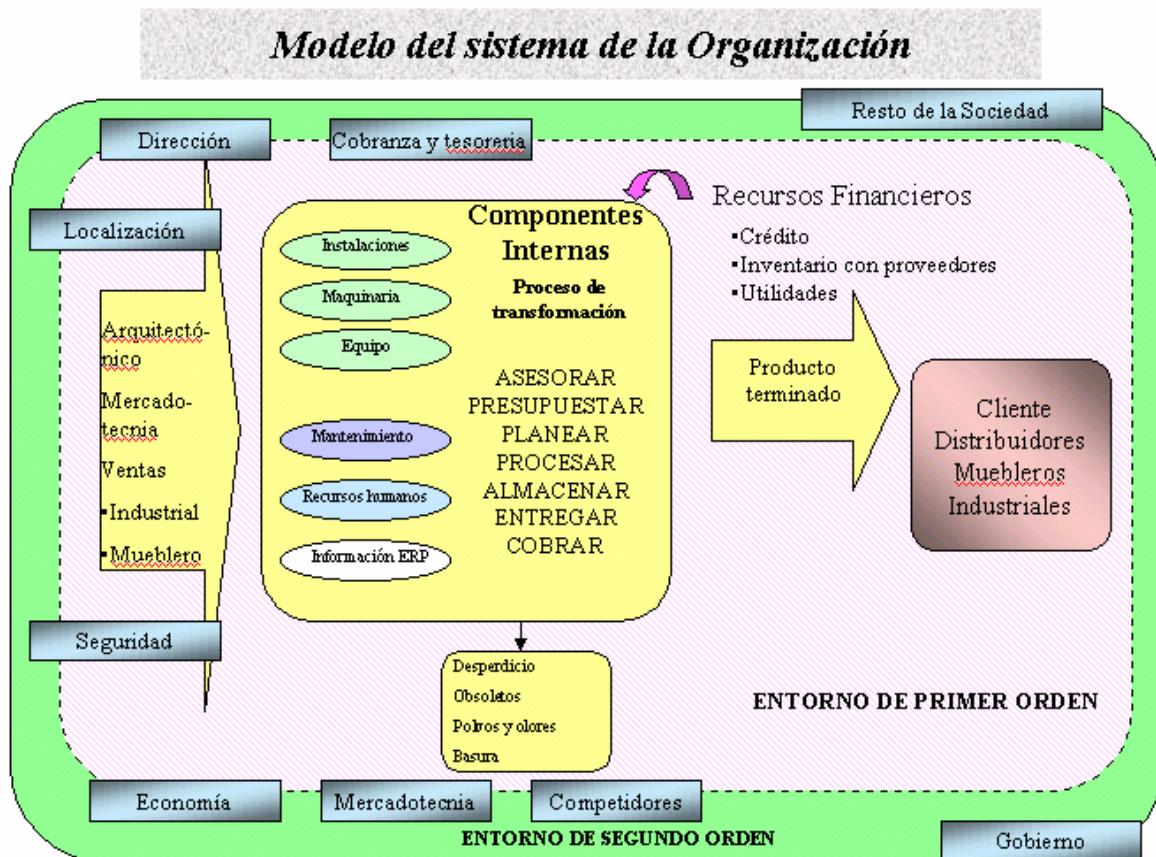 Modelo del sistema de la Organización
Resto de la Sociedad
Dirección
Cobranza y tesoreria
Localización
Arquitectó-
nico
Mercado-
tecnia
Ventas
▪Industrial
▪Mueblero
Seguridad
Componentes
Internas
Proceso de
transformación
Instalaciones
Maquinaria
Equipo
Mantenimiento
Recursos humanos
Información ERP
ASESORAR
PRESUPUESTAR
PLANEAR
PROCESAR
ALMACENAR
ENTREGAR
COBRAR
Recursos Financieros
▪Crédito
▪Inventario con proveedores
▪Utilidades
Producto
terminado
Cliente
Distribuidores
Muebleros
Industriales
Desperdicio
Obsoletos
Polvos y olores
Basura
ENTORNO DE PRIMER ORDEN
Economía
Mercadotecnia
Competidores
ENTORNO DE SEGUNDO ORDEN
Gobierno